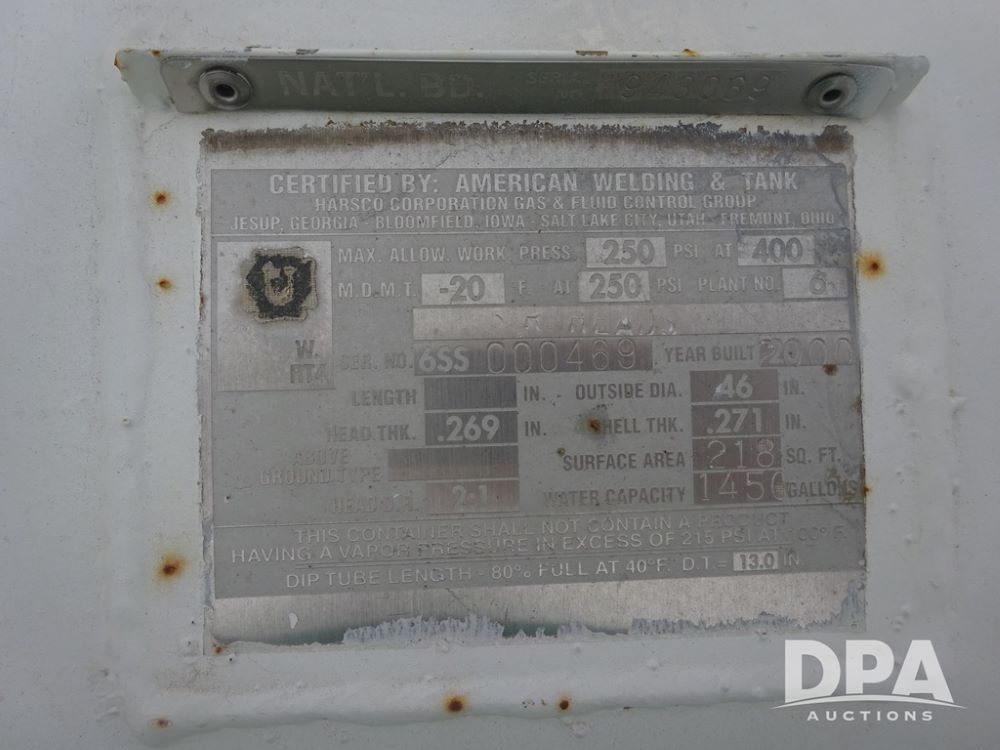 NAT'L. BD. SERIAL NO. 943069
CERTIFIED BY: AMERICAN WELDING & TANK
HARSCO CORPORATION GAS & FLUID CONTROL GROUP
JESUP, GEORGIA - BLOOMFIELD, IOWA - SALT LAKE CITY, UTAH - FREMONT, OHIO
MAX. ALLOW. WORK. PRESS. 250 PSI AT 400
M.D.M.T. -20 °F. AT 250 PSI PLANT NO. 6
HEADS
U
W.
RT4
SER. NO. 6SS 000469 YEAR BUILT 2000
LENGTH IN. OUTSIDE DIA. 46 IN.
HEAD THK. .269 IN. SHELL THK. .271 IN.
ABOVE
GROUND TYPE SURFACE AREA 218 SQ. FT.
HEAD 2:1 WATER CAPACITY 1450 GALLONS
THIS CONTAINER SHALL NOT CONTAIN A PRODUCT
HAVING A VAPOR PRESSURE IN EXCESS OF 215 PSI AT 100°F.
DIP TUBE LENGTH - 80% FULL AT 40°F. D.T.= 13.0 IN.
DPA
AUCTIONS